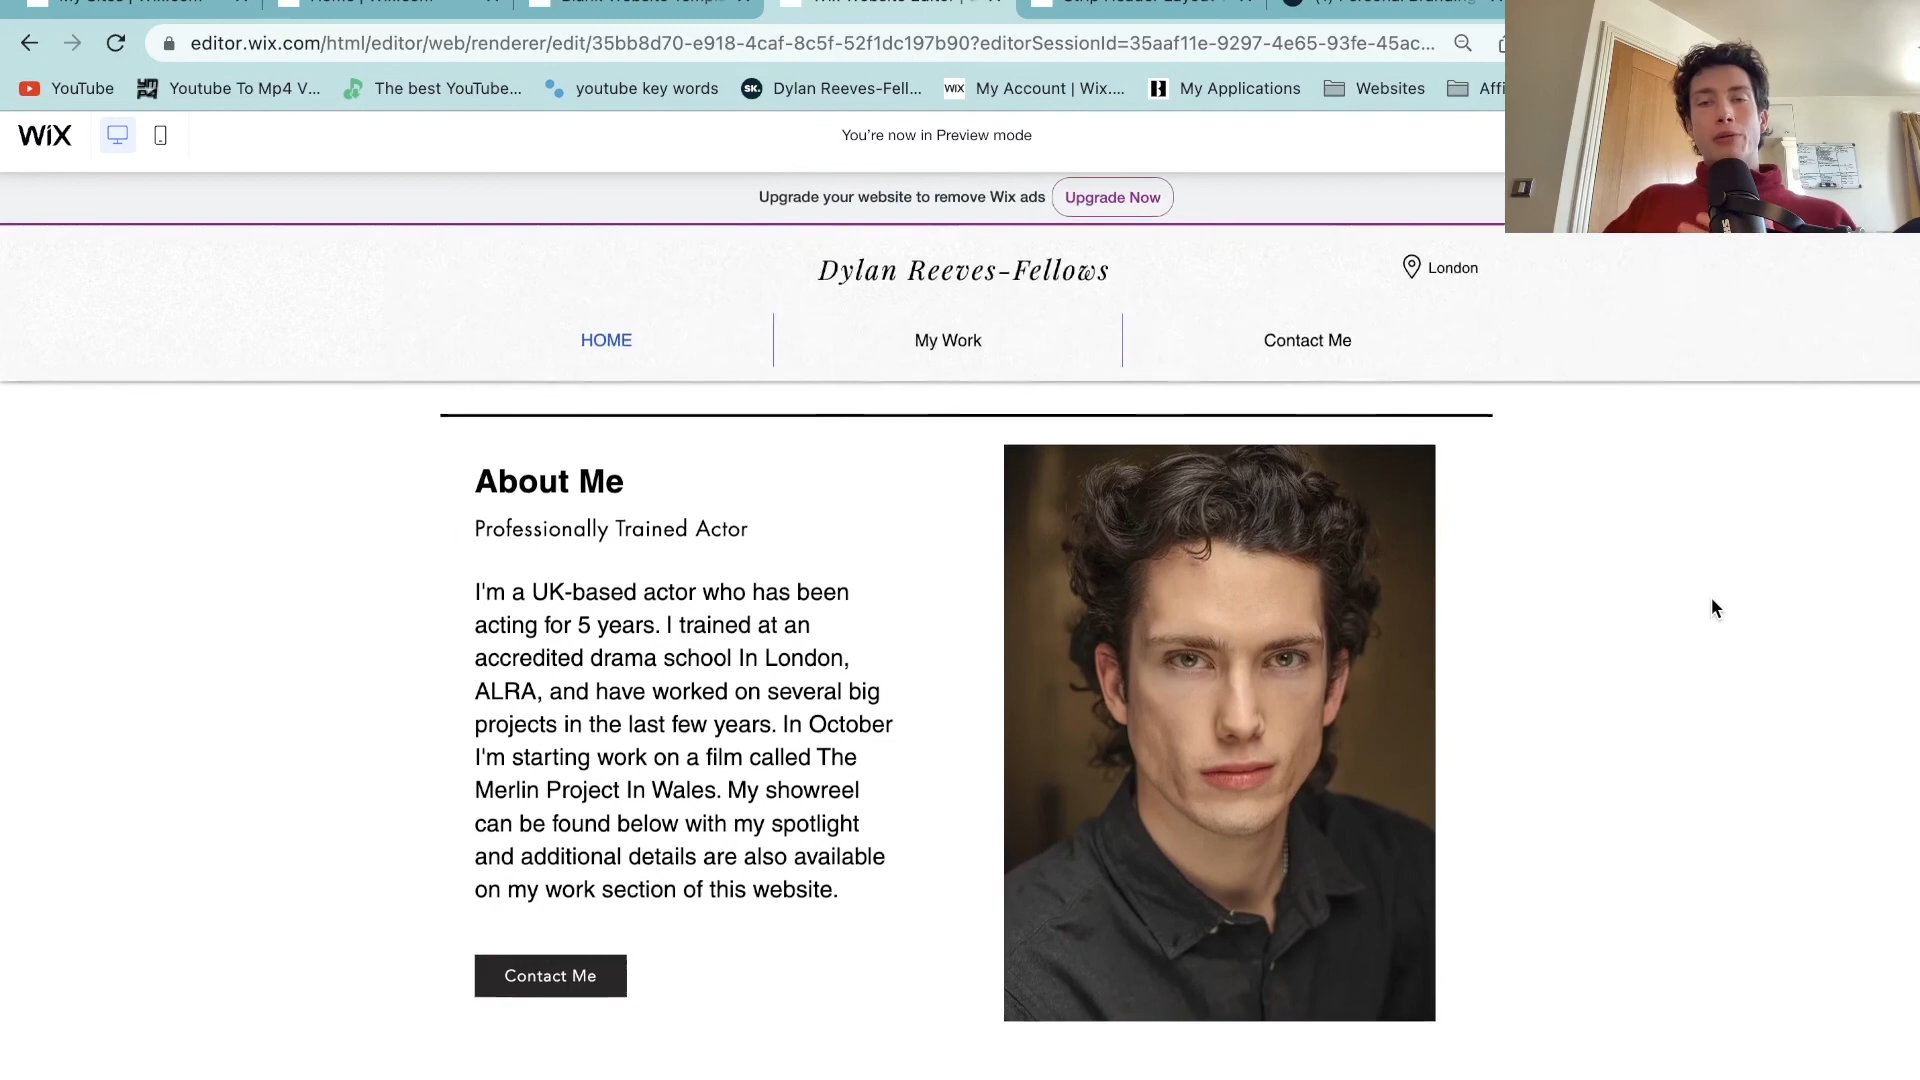 editor.wix.com/html/editor/web/renderer/edit/35bb8d70-e918-4caf-8c5f-52f1dc197b90?editorSessionId=35aaf11e-9297-4e65-93fe-45ac...
YouTube
Youtube To Mp4 V...
The best YouTube...
youtube key words
SK.
Dylan Reeves-Fell...
WIX
My Account | Wix....
My Applications
Websites
Affi
WiX
You're now in Preview mode
Upgrade your website to remove Wix ads
Upgrade Now
Dylan Reeves-Fellows
London
HOME
My Work
Contact Me
About Me
Professionally Trained Actor
I'm a UK-based actor who has been
acting for 5 years. I trained at an
accredited drama school In London,
ALRA, and have worked on several big
projects in the last few years. In October
I'm starting work on a film called The
Merlin Project In Wales. My showreel
can be found below with my spotlight
and additional details are also available
on my work section of this website.
Contact Me